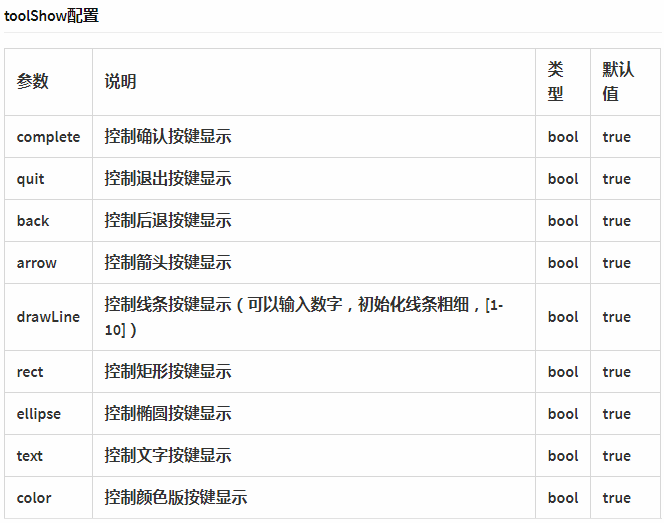 toolShow配置
参数 说明 类型 默认值
complete 控制确认按键显示 bool true
quit 控制退出按键显示 bool true
back 控制后退按键显示 bool true
arrow 控制箭头按键显示 bool true
drawLine 控制线条按键显示（可以输入数字，初始化线条粗细，[1-10]） bool true
rect 控制矩形按键显示 bool true
ellipse 控制椭圆按键显示 bool true
text 控制文字按键显示 bool true
color 控制颜色版按键显示 bool true